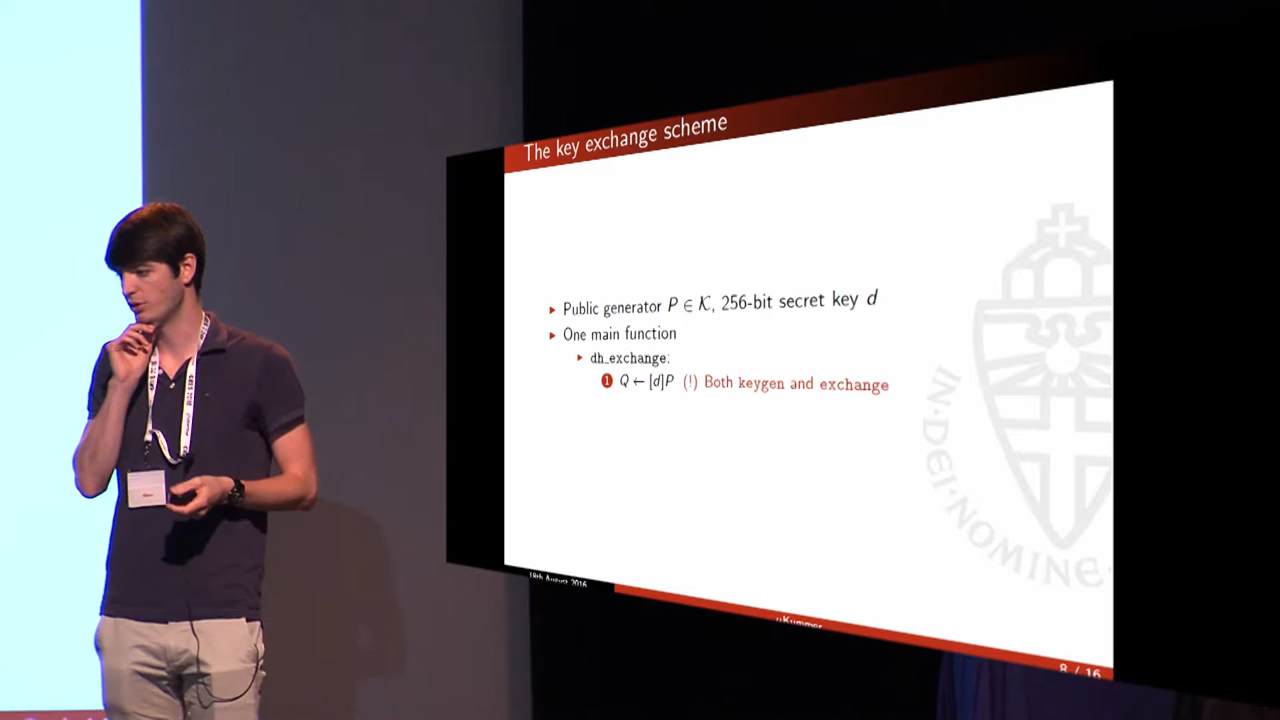 The key exchange scheme
▸ Public generator P ∈ 𝒦, 256-bit secret key d
▸ One main function
▸ dh_exchange:
1 Q ← [d]P (!) Both keygen and exchange
IN·DEI·NOMINE·
18th August 2016
μKummer
8 / 16